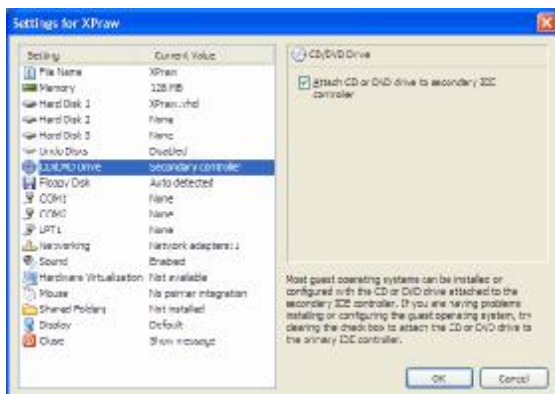 Settings for XPraw
Setting Current Value
File Name XPraw
Memory 128 MB
Hard Disk 1 XPraw.vhd
Hard Disk 2 None
Hard Disk 3 None
Undo Disks Disabled
CD/DVD Drive Secondary controller
Floppy Disk Auto detected
COM1 None
COM2 None
LPT1 None
Networking Network adapters: 1
Sound Enabled
Hardware Virtualization Not available
Mouse No pointer integration
Shared Folders Not installed
Display Default
Close Show message
CD/DVD Drive
Attach CD or DVD drive to secondary IDE
controller
Most guest operating systems can be installed or
configured with the CD or DVD drive attached to the
secondary IDE controller. If you are having problems
installing or configuring the guest operating system, try
clearing the check box to attach the CD or DVD drive to
the primary IDE controller.
OK Cancel